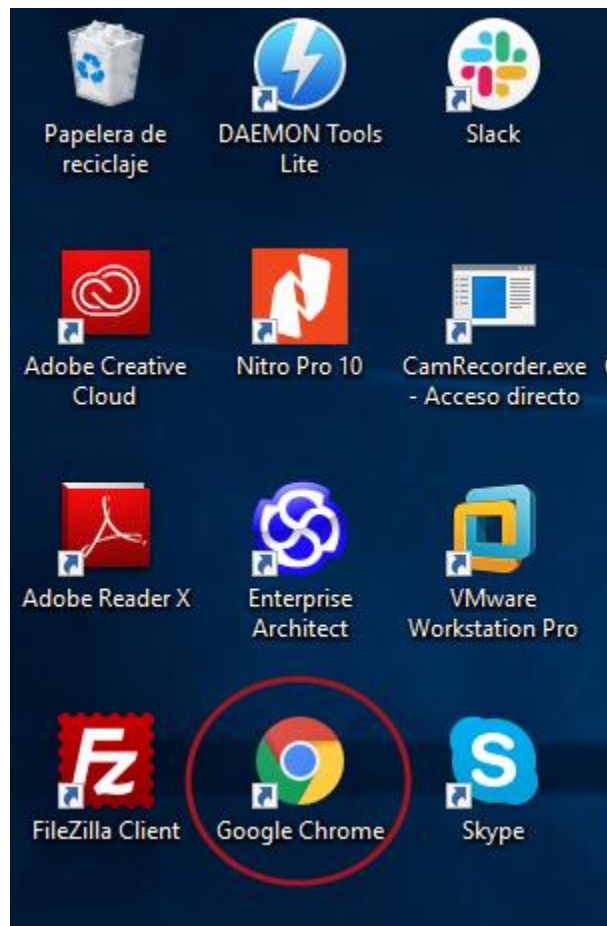 Papelera de
reciclaje
DAEMON Tools
Lite
Slack
Adobe Creative
Cloud
Nitro Pro 10
CamRecorder.exe
- Acceso directo
Adobe Reader X
Enterprise
Architect
VMware
Workstation Pro
FileZilla Client
Google Chrome
Skype